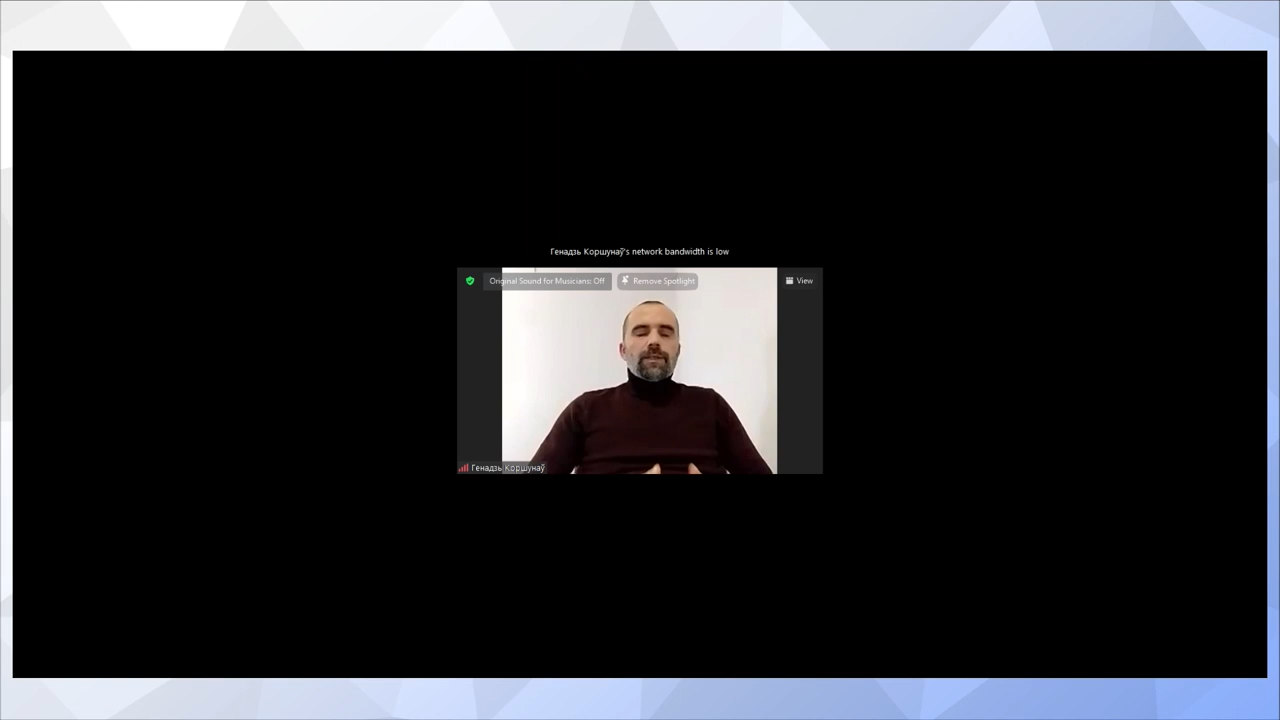 Генадзь Коршунаў's network bandwidth is low
Original Sound for Musicians: Off
Remove Spotlight
View
Генадзь Коршунаў